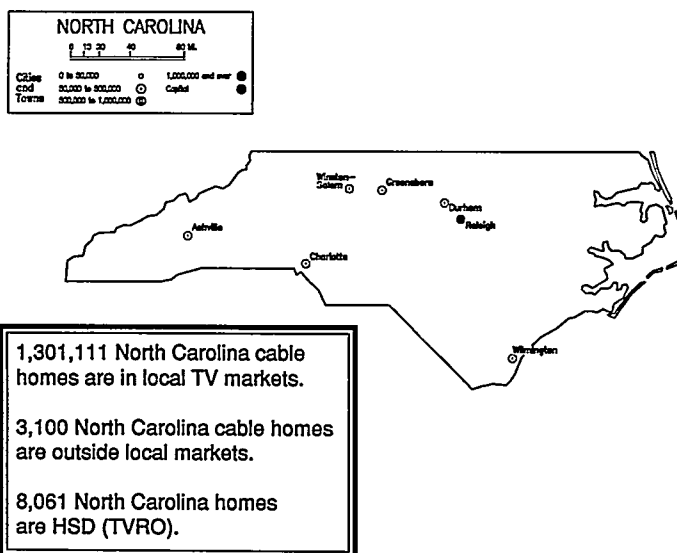 NORTH CAROLINA
0 20 40 80 MI.
Cities and Towns
0 to 50,000
50,000 to 500,000
500,000 to 1,000,000
1,000,000 and over
Capital
Winston-
Salem
Greensboro
Durham
Raleigh
Ashville
Charlotte
Wilmington
1,301,111 North Carolina cable
homes are in local TV markets.
3,100 North Carolina cable homes
are outside local markets.
8,061 North Carolina homes
are HSD (TVRO).